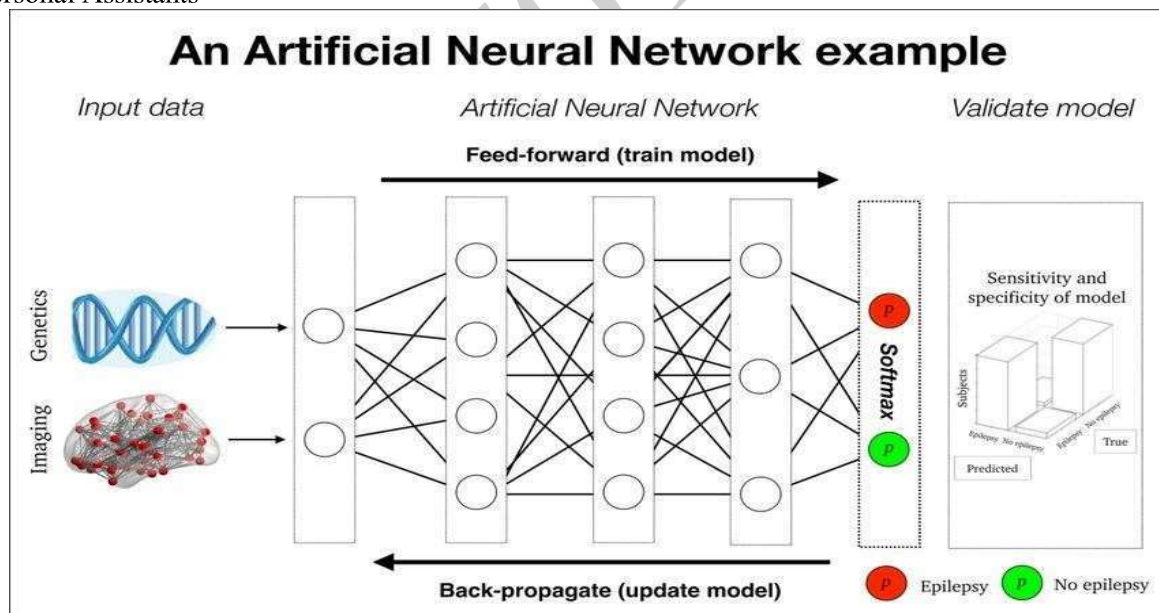 ersonal Assistants
An Artificial Neural Network example
Input data
Artificial Neural Network
Validate model
Feed-forward (train model)
Genetics
Imaging
p
p
Softmax
Sensitivity and
specificity of model
Subjects
Epilepsy No epilepsy
Epilepsy No epilepsy
True
Predicted
Back-propagate (update model)
p Epilepsy
p No epilepsy